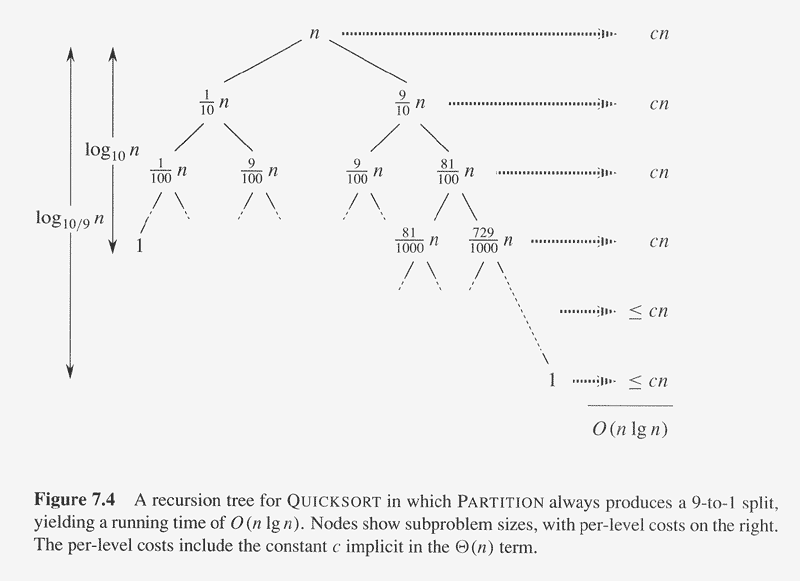 n cn
1/10 n 9/10 n cn
log₁₀ n
1/100 n 9/100 n 9/100 n 81/100 n cn
log₁₀/₉ n
1 81/1000 n 729/1000 n cn
≤ cn
1 ≤ cn
O(n lg n)
Figure 7.4 A recursion tree for QUICKSORT in which PARTITION always produces a 9-to-1 split,
yielding a running time of O(n lg n). Nodes show subproblem sizes, with per-level costs on the right.
The per-level costs include the constant c implicit in the Θ(n) term.